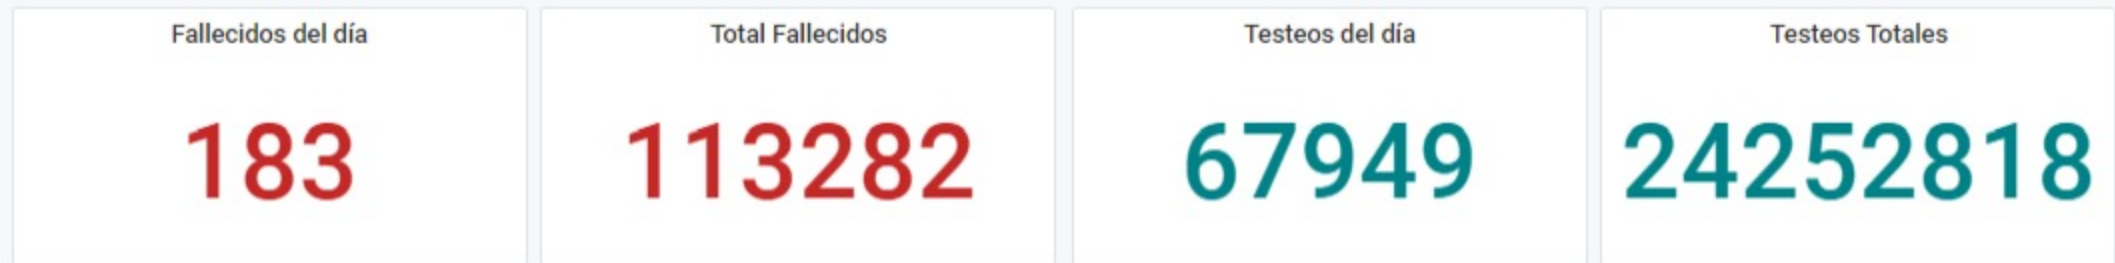 Fallecidos del día
183
Total Fallecidos
113282
Testeos del día
67949
Testeos Totales
24252818